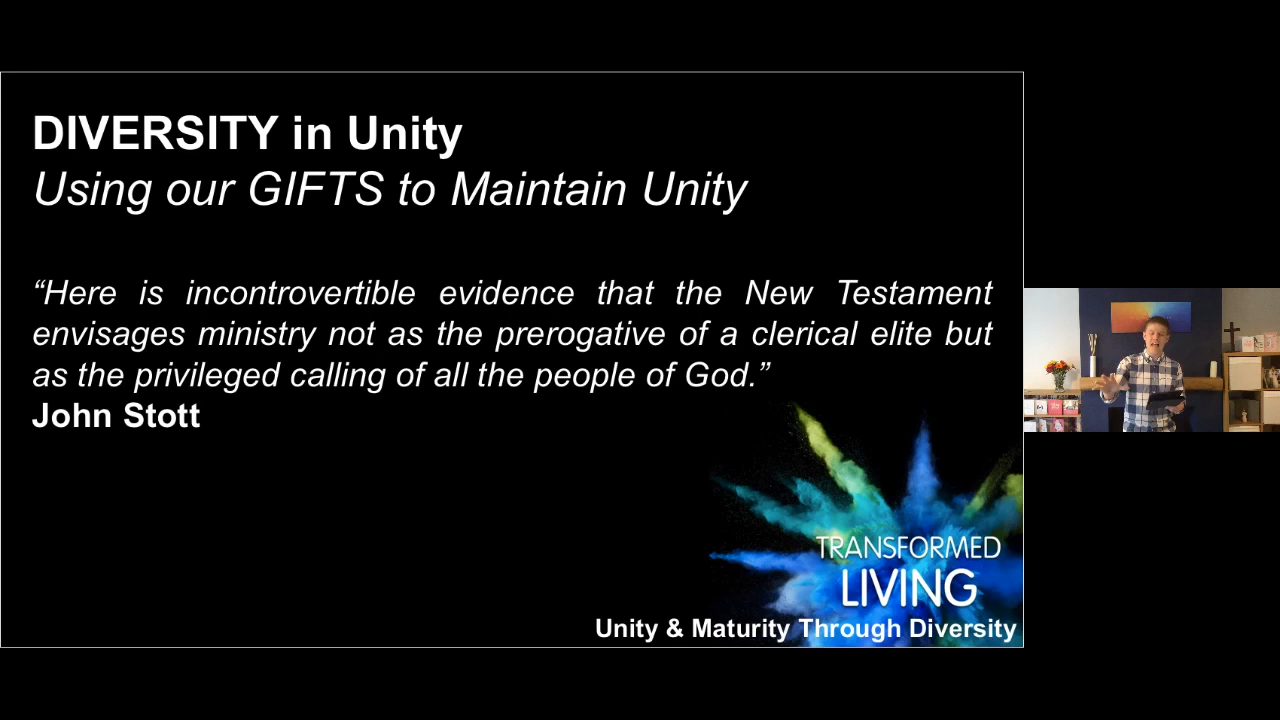 DIVERSITY in Unity
Using our GIFTS to Maintain Unity
“Here is incontrovertible evidence that the New Testament
envisages ministry not as the prerogative of a clerical elite but
as the privileged calling of all the people of God.”
John Stott
TRANSFORMED
LIVING
Unity & Maturity Through Diversity